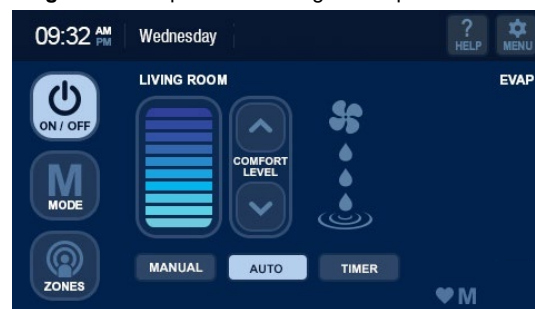 09:32 AM PM Wednesday
HELP MENU
LIVING ROOM EVAP
ON / OFF
COMFORT
LEVEL
M
MODE
MANUAL AUTO TIMER
ZONES
M